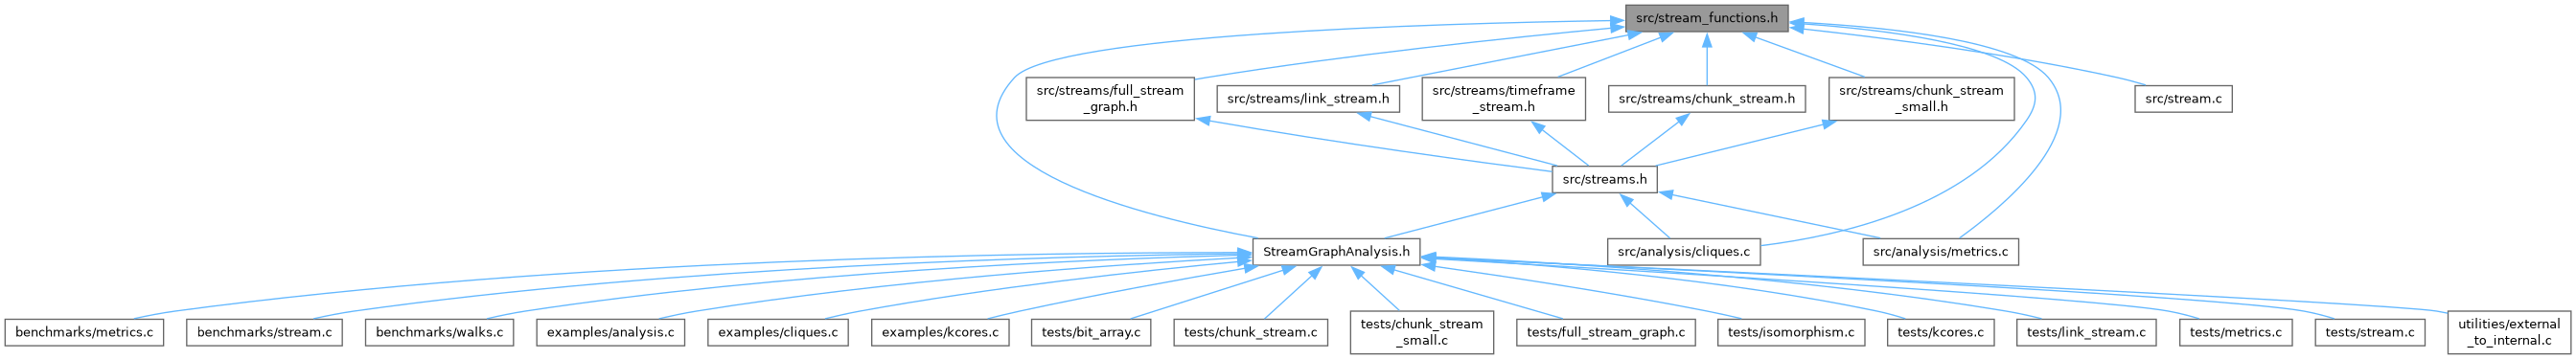 src/stream_functions.h
src/streams/full_stream
_graph.h
src/streams/link_stream.h
src/streams/timeframe
_stream.h
src/streams/chunk_stream.h
src/streams/chunk_stream
_small.h
src/stream.c
src/streams.h
StreamGraphAnalysis.h
src/analysis/cliques.c
src/analysis/metrics.c
benchmarks/metrics.c
benchmarks/stream.c
benchmarks/walks.c
examples/analysis.c
examples/cliques.c
examples/kcores.c
tests/bit_array.c
tests/chunk_stream.c
tests/chunk_stream
_small.c
tests/full_stream_graph.c
tests/isomorphism.c
tests/kcores.c
tests/link_stream.c
tests/metrics.c
tests/stream.c
utilities/external
_to_internal.c